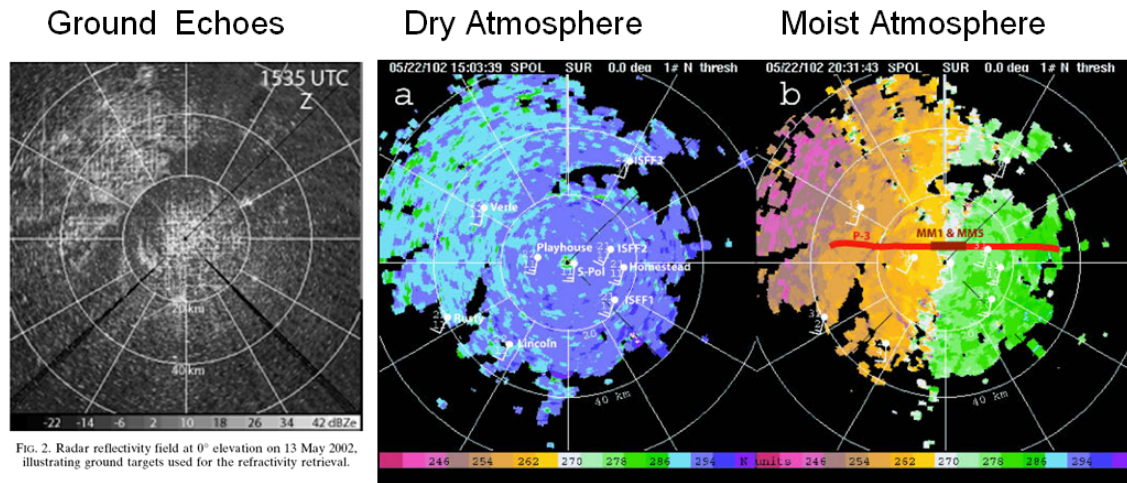 Ground Echoes
Dry Atmosphere
Moist Atmosphere
1535 UTC
Z
20 km
40 km
-22 -14 -6 2 10 18 26 34 42 dBZe
FIG. 2. Radar reflectivity field at 0° elevation on 13 May 2002,
illustrating ground targets used for the refractivity retrieval.
05/22/102 15:03:39 SPOL SUR 0.0 deg 1# N thresh
a
ISFF3
Verle
Playhouse
ISFF2
S-Pol
Homestead
ISFF1
Rusty
20
Lincoln
40 km
05/22/102 20:31:43 SPOL SUR 0.0 deg 1# N thresh
b
P-3
MM1 & MM5
20
40 km
246 254 262 270 278 286 294 N units 246 254 262 270 278 286 294